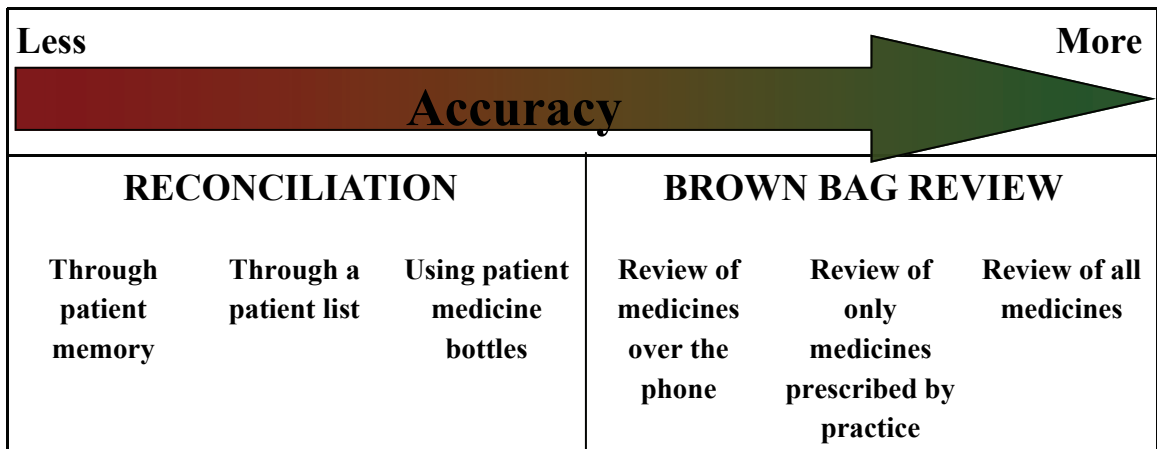 Less
More
Accuracy
RECONCILIATION
BROWN BAG REVIEW
Through
patient
memory
Through a
patient list
Using patient
medicine
bottles
Review of
medicines
over the
phone
Review of
only
medicines
prescribed by
practice
Review of all
medicines